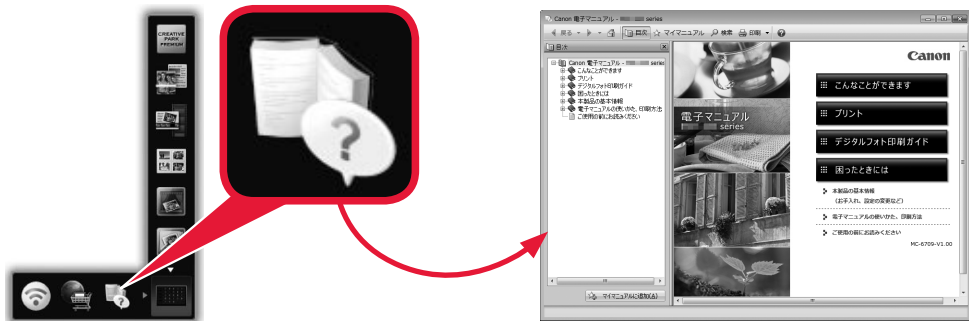 CREATIVE
PARK
PREMIUM
?
Canon 電子マニュアル - series
戻る 目次 マイマニュアル 検索 印刷
目次
Canon 電子マニュアル - series
こんなことができます
プリント
デジタルフォト印刷ガイド
困ったときには
本製品の基本情報
電子マニュアルの使いかた、印刷方法
ご使用の前にお読みください
マイマニュアルに追加(A)
電子マニュアル
series
Canon
こんなことができます
プリント
デジタルフォト印刷ガイド
困ったときには
本製品の基本情報
(お手入れ、設定の変更など)
電子マニュアルの使いかた、印刷方法
ご使用の前にお読みください
MC-6709-V1.00